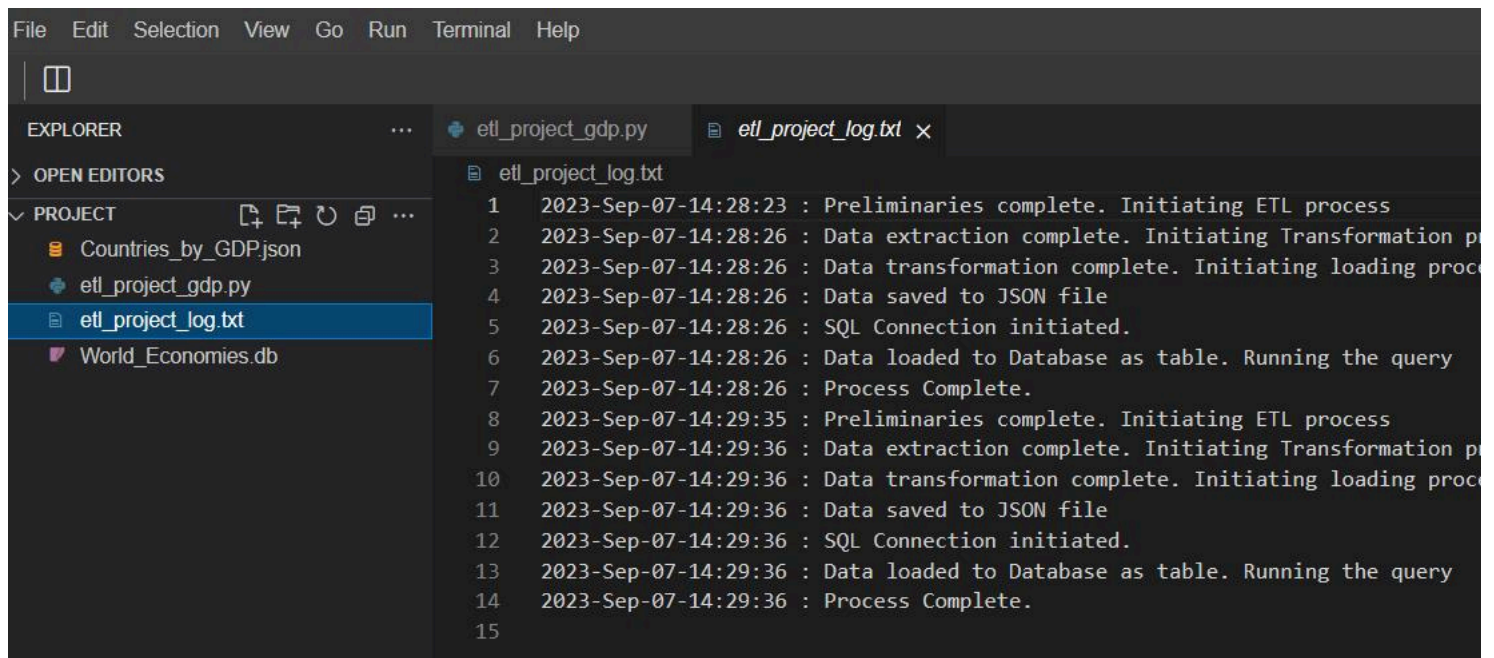 File Edit Selection View Go Run Terminal Help
EXPLORER
OPEN EDITORS
PROJECT
Countries_by_GDP.json
etl_project_gdp.py
etl_project_log.txt
World_Economies.db
etl_project_gdp.py etl_project_log.txt
etl_project_log.txt
1 2023-Sep-07-14:28:23 : Preliminaries complete. Initiating ETL process
2 2023-Sep-07-14:28:26 : Data extraction complete. Initiating Transformation
3 2023-Sep-07-14:28:26 : Data transformation complete. Initiating loading
4 2023-Sep-07-14:28:26 : Data saved to JSON file
5 2023-Sep-07-14:28:26 : SQL Connection initiated.
6 2023-Sep-07-14:28:26 : Data loaded to Database as table. Running the query
7 2023-Sep-07-14:28:26 : Process Complete.
8 2023-Sep-07-14:29:35 : Preliminaries complete. Initiating ETL process
9 2023-Sep-07-14:29:36 : Data extraction complete. Initiating Transformation
10 2023-Sep-07-14:29:36 : Data transformation complete. Initiating loading
11 2023-Sep-07-14:29:36 : Data saved to JSON file
12 2023-Sep-07-14:29:36 : SQL Connection initiated.
13 2023-Sep-07-14:29:36 : Data loaded to Database as table. Running the query
14 2023-Sep-07-14:29:36 : Process Complete.
15